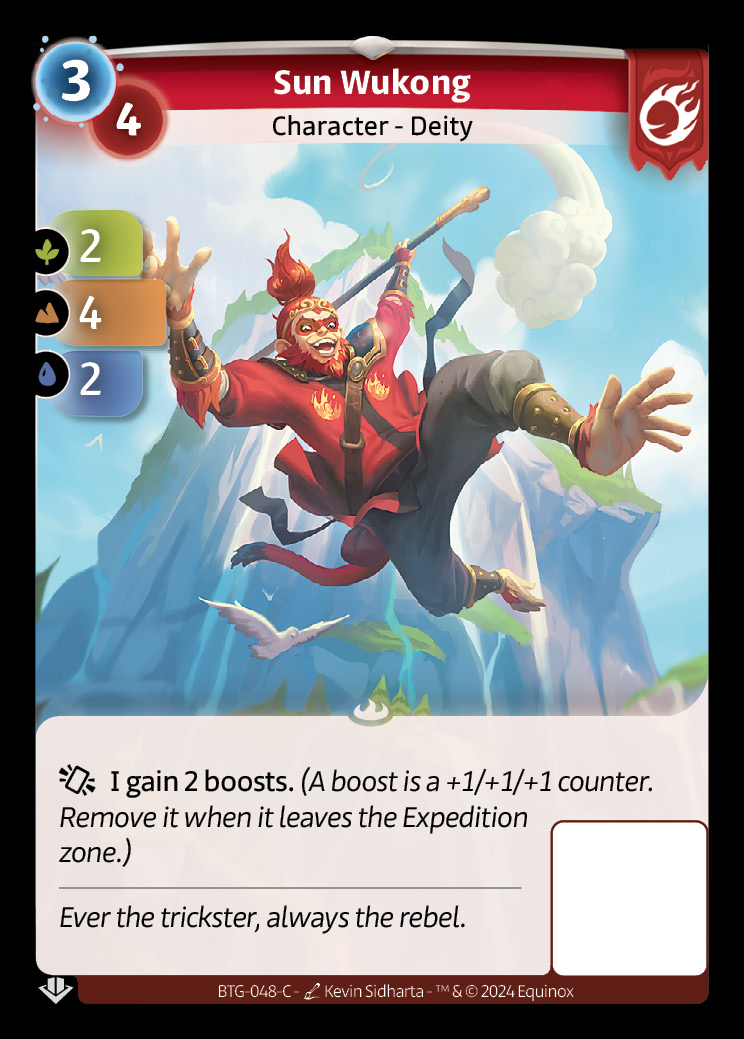 3
Sun Wukong
4
Character - Deity
2
4
2
I gain 2 boosts. (A boost is a +1/+1/+1 counter.
Remove it when it leaves the Expedition
zone.)
Ever the trickster, always the rebel.
BTG-048-C - Kevin Sidharta - ™ & © 2024 Equinox